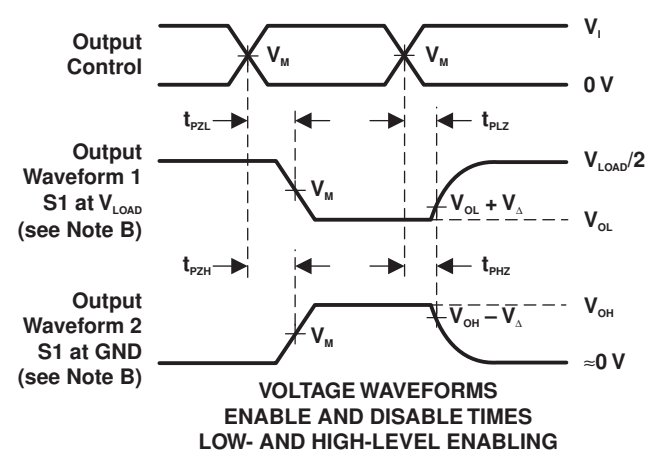 Output
Control
V_M
V_M
V_I
0 V
t_PZL
t_PLZ
Output
Waveform 1
S1 at V_LOAD
(see Note B)
V_M
V_OL + V_Δ
V_LOAD/2
V_OL
t_PZH
t_PHZ
Output
Waveform 2
S1 at GND
(see Note B)
V_M
V_OH − V_Δ
V_OH
≈0 V
VOLTAGE WAVEFORMS
ENABLE AND DISABLE TIMES
LOW- AND HIGH-LEVEL ENABLING